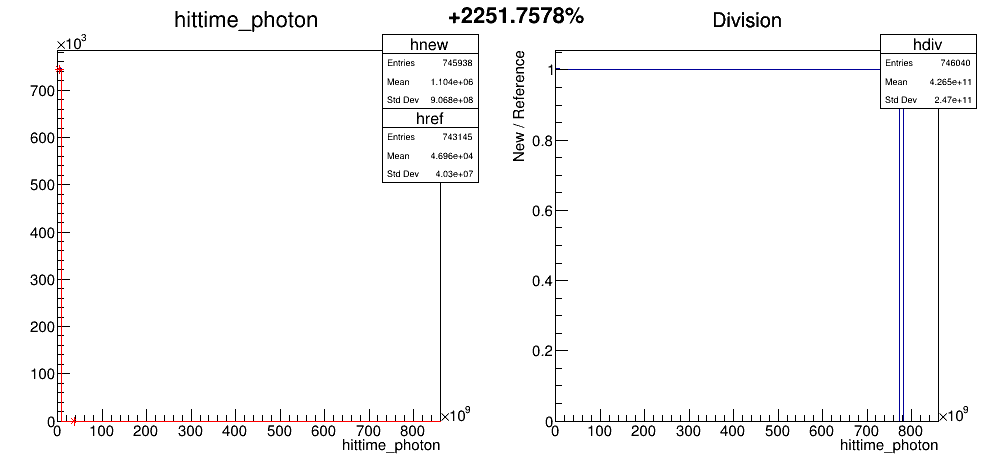 +2251.7578%
hittime_photon
×10³
hnew
Entries 745938
Mean 1.104e+06
Std Dev 9.068e+08
href
Entries 743145
Mean 4.696e+04
Std Dev 4.03e+07
700
600
500
400
300
200
100
0
0 100 200 300 400 500 600 700 800
×10⁹
hittime_photon
Division
hdiv
Entries 746040
Mean 4.265e+11
Std Dev 2.47e+11
New / Reference
1
0.8
0.6
0.4
0.2
0
0 100 200 300 400 500 600 700 800
×10⁹
hittime_photon